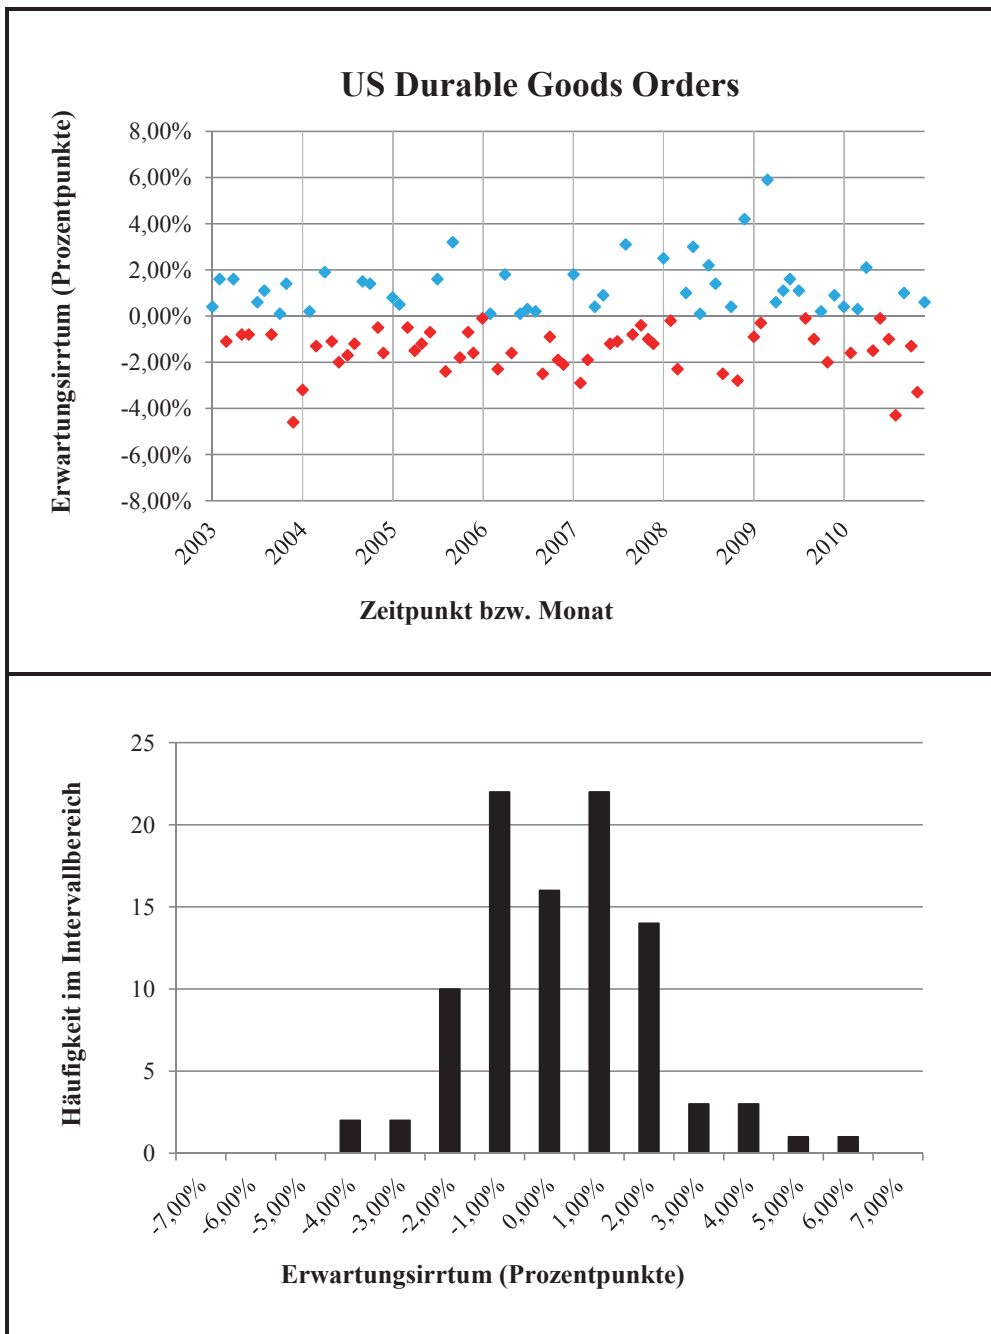 US Durable Goods Orders
Erwartungsirrtum (Prozentpunkte)
8,00%
6,00%
4,00%
2,00%
0,00%
-2,00%
-4,00%
-6,00%
-8,00%
2003 2004 2005 2006 2007 2008 2009 2010
Zeitpunkt bzw. Monat
Häufigkeit im Intervallbereich
25
20
15
10
5
0
-7,00% -6,00% -5,00% -4,00% -3,00% -2,00% -1,00% 0,00% 1,00% 2,00% 3,00% 4,00% 5,00% 6,00% 7,00%
Erwartungsirrtum (Prozentpunkte)